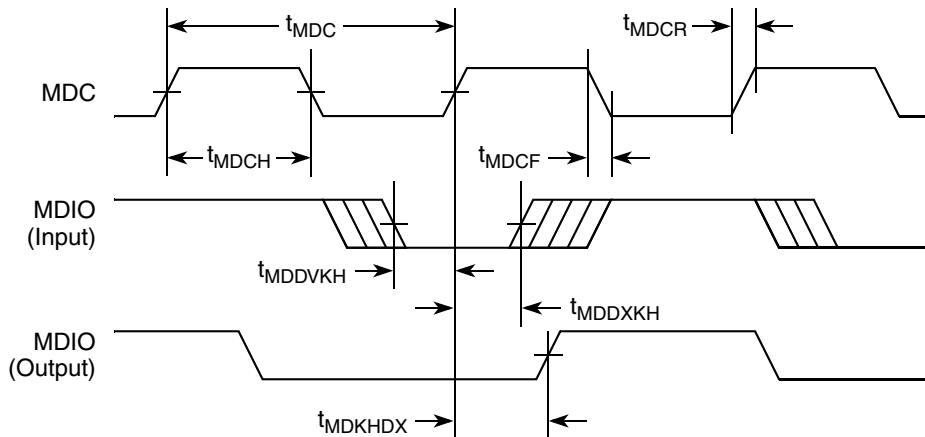 tMDC
tMDCR
MDC
tMDCH
tMDCF
MDIO
(Input)
tMDDVKH
tMDDXKH
MDIO
(Output)
tMDKHDX